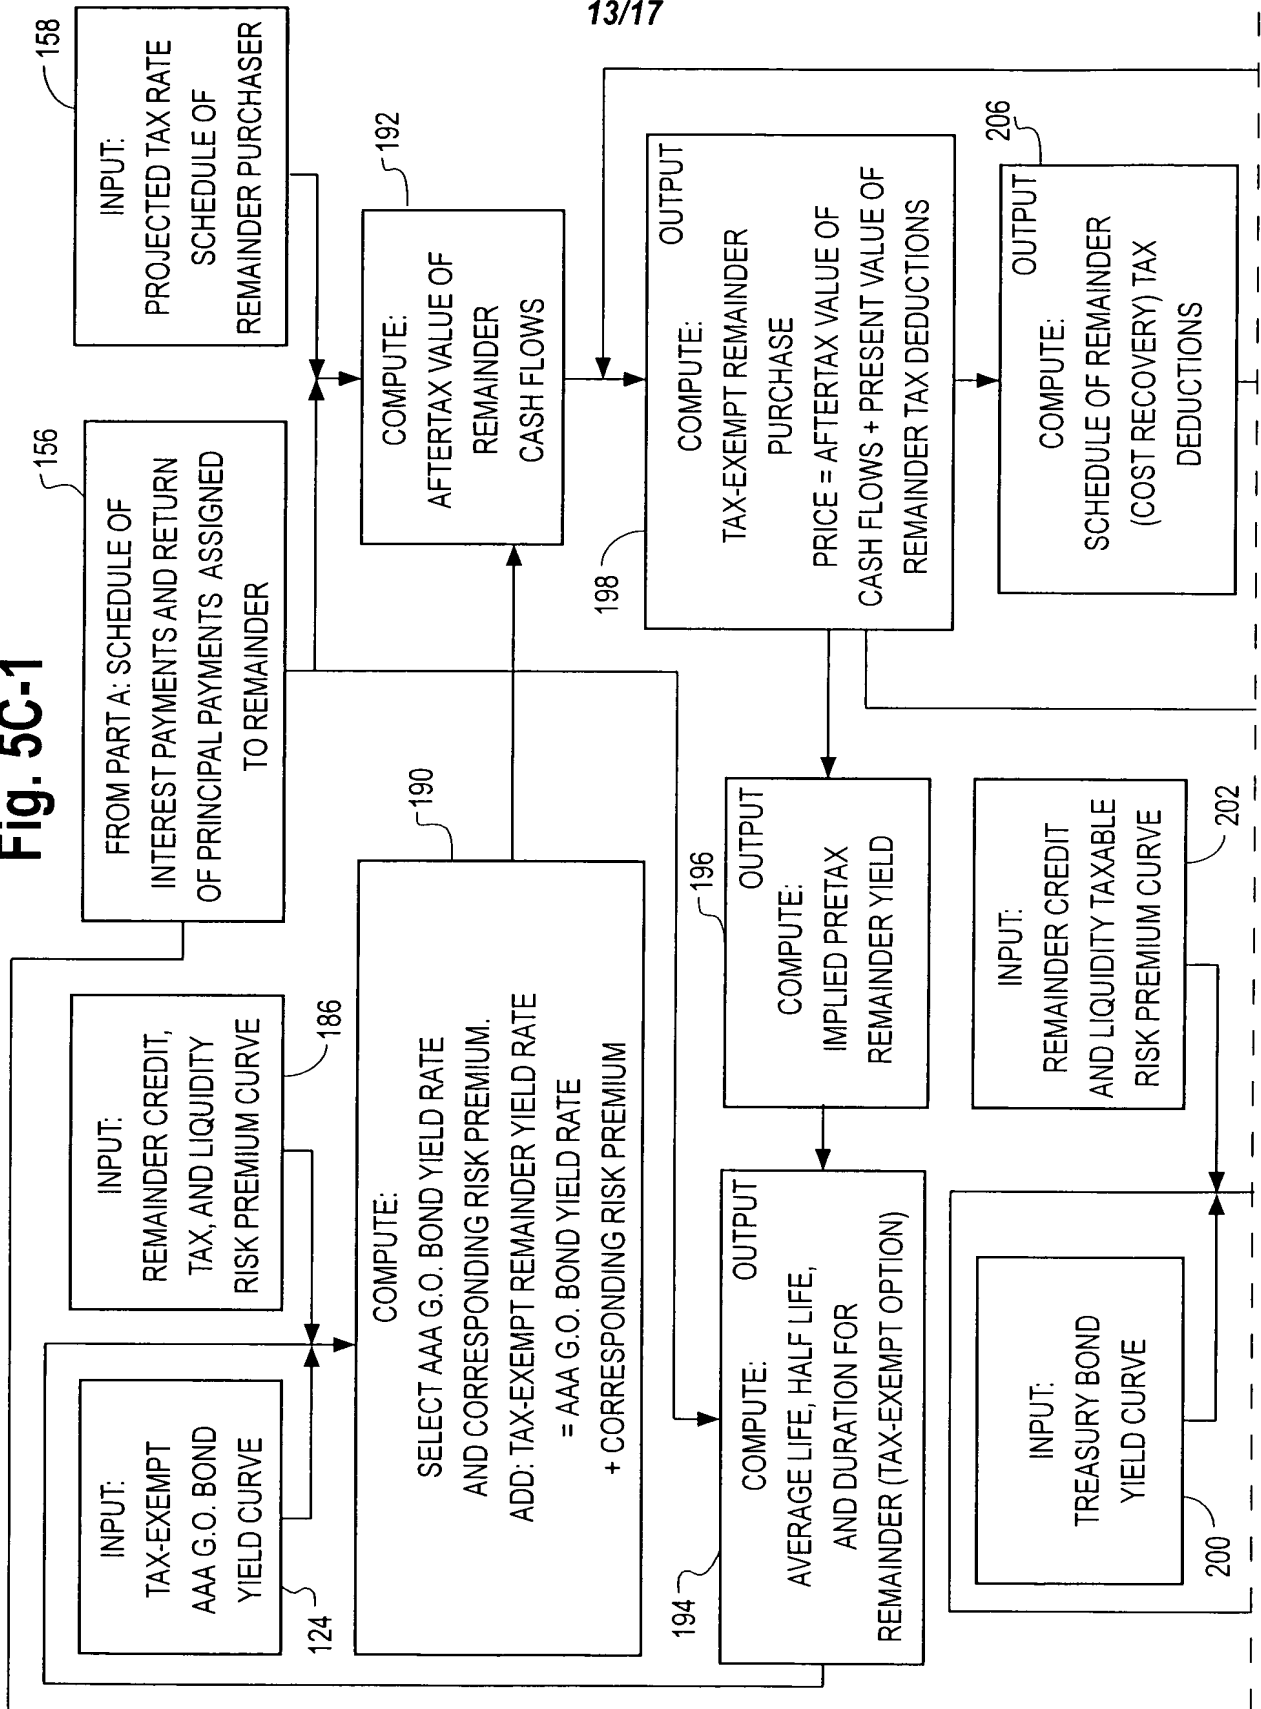 13/17
Fig. 5C-1
INPUT:
TAX-EXEMPT
AAA G.O. BOND
YIELD CURVE
124
INPUT:
REMAINDER CREDIT,
TAX, AND LIQUIDITY
RISK PREMIUM CURVE
186
FROM PART A: SCHEDULE OF
INTEREST PAYMENTS AND RETURN
OF PRINCIPAL PAYMENTS ASSIGNED
TO REMAINDER
156
INPUT:
PROJECTED TAX RATE
SCHEDULE OF
REMAINDER PURCHASER
158
COMPUTE:
SELECT AAA G.O. BOND YIELD RATE
AND CORRESPONDING RISK PREMIUM.
ADD: TAX-EXEMPT REMAINDER YIELD RATE
= AAA G.O. BOND YIELD RATE
+ CORRESPONDING RISK PREMIUM
190
COMPUTE:
AFTERTAX VALUE OF
REMAINDER
CASH FLOWS
192
OUTPUT
COMPUTE:
AVERAGE LIFE, HALF LIFE,
AND DURATION FOR
REMAINDER (TAX-EXEMPT OPTION)
194
OUTPUT
COMPUTE:
IMPLIED PRETAX
REMAINDER YIELD
196
OUTPUT
COMPUTE:
TAX-EXEMPT REMAINDER
PURCHASE
PRICE = AFTERTAX VALUE OF
CASH FLOWS + PRESENT VALUE OF
REMAINDER TAX DEDUCTIONS
198
INPUT:
TREASURY BOND
YIELD CURVE
200
INPUT:
REMAINDER CREDIT
AND LIQUIDITY TAXABLE
RISK PREMIUM CURVE
202
OUTPUT
COMPUTE:
SCHEDULE OF REMAINDER
(COST RECOVERY) TAX
DEDUCTIONS
206